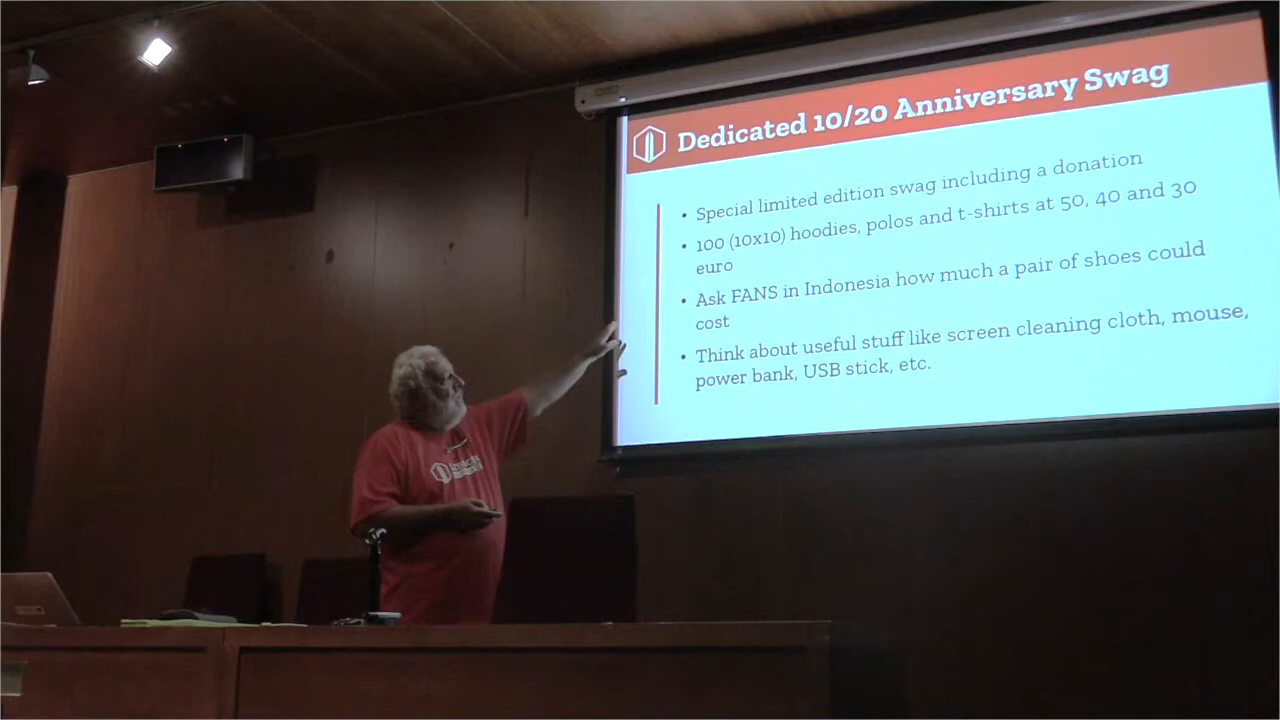 Dedicated 10/20 Anniversary Swag
• Special limited edition swag including a donation
• 100 (10x10) hoodies, polos and t-shirts at 50, 40 and 30
euro
• Ask FANS in Indonesia how much a pair of shoes could
cost
• Think about useful stuff like screen cleaning cloth, mouse,
power bank, USB stick, etc.